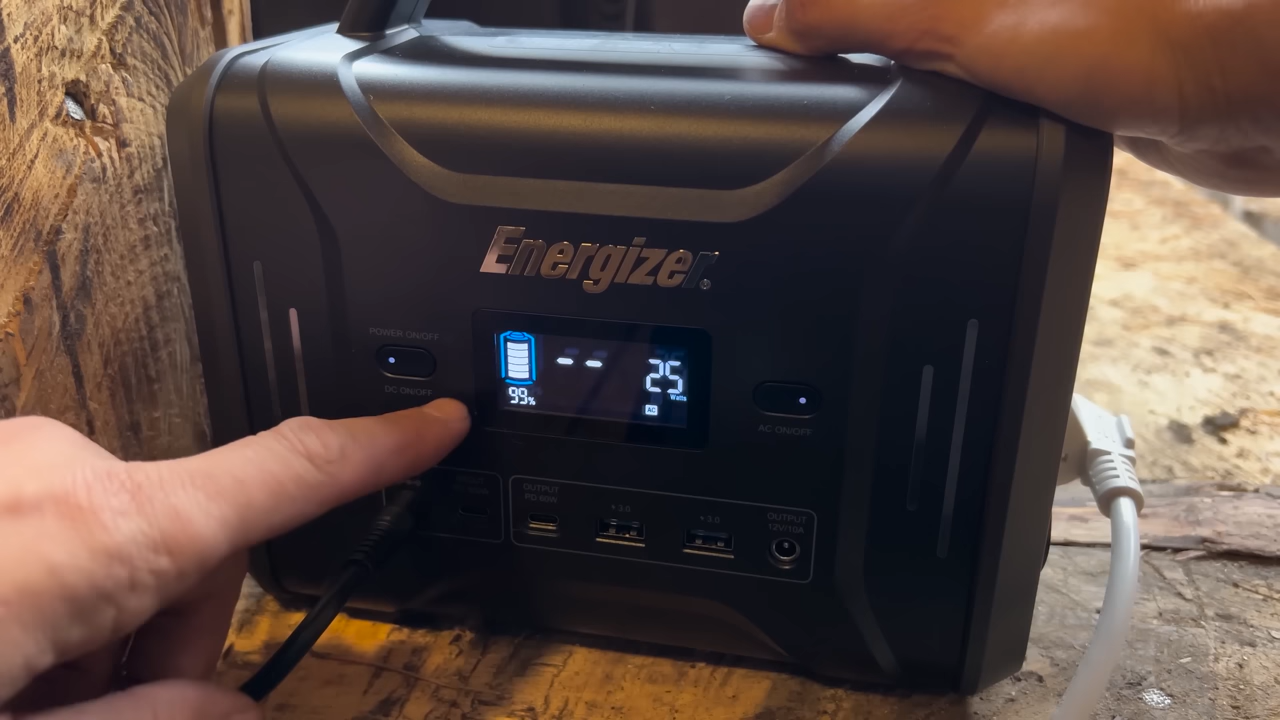 Energizer
POWER ON/OFF
DC ON/OFF
99%
- -
25
Watts
AC
AC ON/OFF
OUTPUT
PD 60W
3.0
3.0
OUTPUT
12V/10A